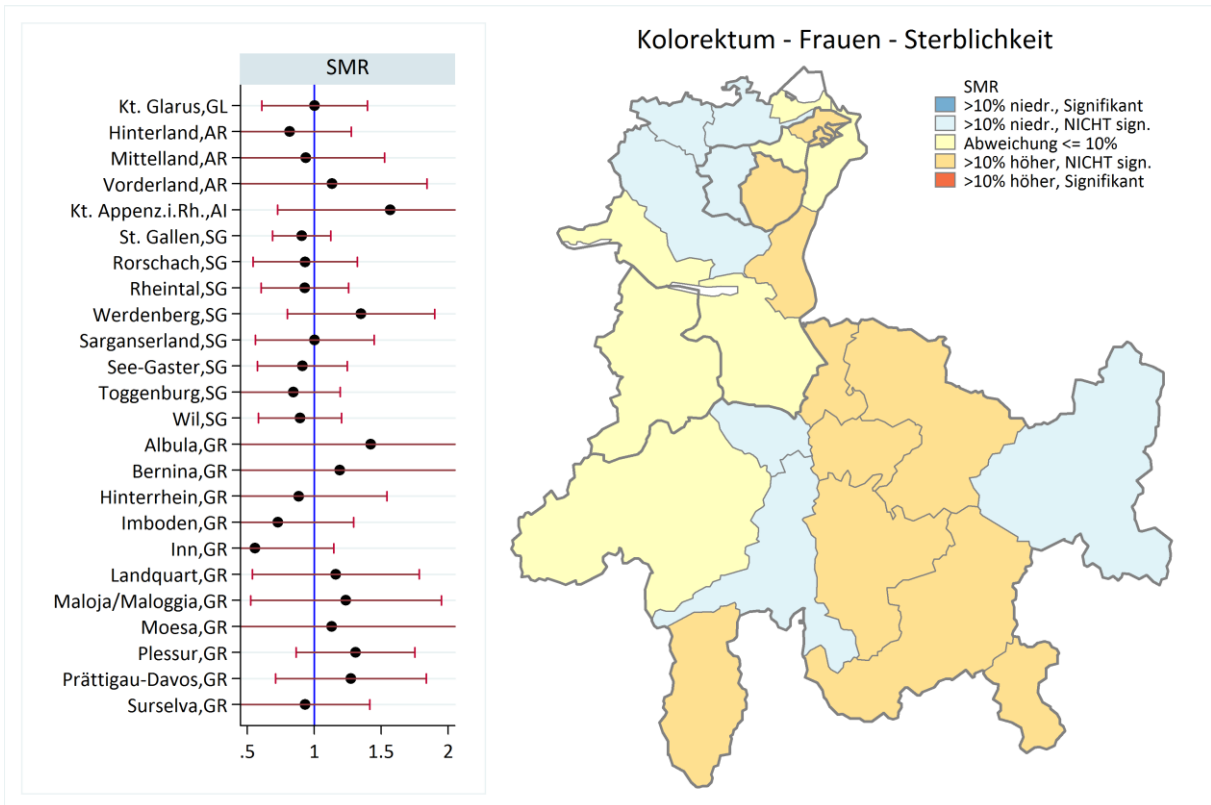 Kolorektum - Frauen - Sterblichkeit
SMR
Kt. Glarus,GL
Hinterland,AR
Mittelland,AR
Vorderland,AR
Kt. Appenz.i.Rh.,AI
St. Gallen,SG
Rorschach,SG
Rheintal,SG
Werdenberg,SG
Sarganserland,SG
See-Gaster,SG
Toggenburg,SG
Wil,SG
Albula,GR
Bernina,GR
Hinterrhein,GR
Imboden,GR
Inn,GR
Landquart,GR
Maloja/Maloggia,GR
Moesa,GR
Plessur,GR
Prättigau-Davos,GR
Surselva,GR
.5 1 1.5 2
SMR
>10% niedr., Signifikant
>10% niedr., NICHT sign.
Abweichung <= 10%
>10% höher, NICHT sign.
>10% höher, Signifikant